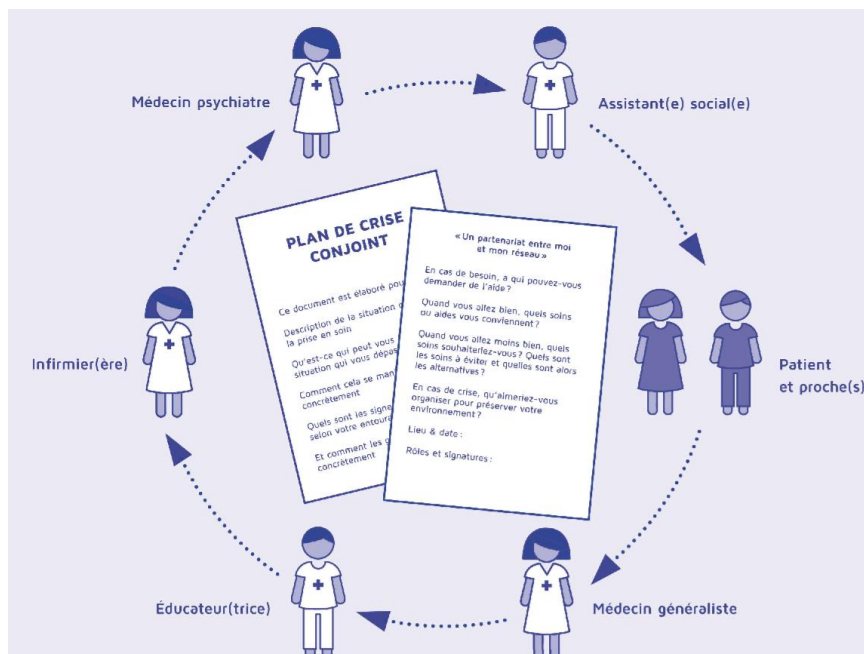 Médecin psychiatre
Assistant(e) social(e)
PLAN DE CRISE
CONJOINT
Ce document est élaboré pou
Description de la situation
la prise en soin
Qu'est-ce qui peut vous
situation qui vous dépas
Comment cela se man
concrètement
Quels sont les signe
selon votre entoura
Et comment les
concrètement
« Un partenariat entre moi
et mon réseau »
En cas de besoin, a qui pouvez-vous
demander de l'aide ?
Quand vous allez bien, quels soins
ou aides vous conviennent ?
Quand vous allez moins bien, quels
soins souhaiteriez-vous ? Quels sont
les soins à éviter et quelles sont alors
les alternatives ?
En cas de crise, qu'aimeriez-vous
organiser pour préserver votre
environnement ?
Lieu & date :
Rôles et signatures :
Infirmier(ère)
Patient
et proche(s)
Éducateur(trice)
Médecin généraliste